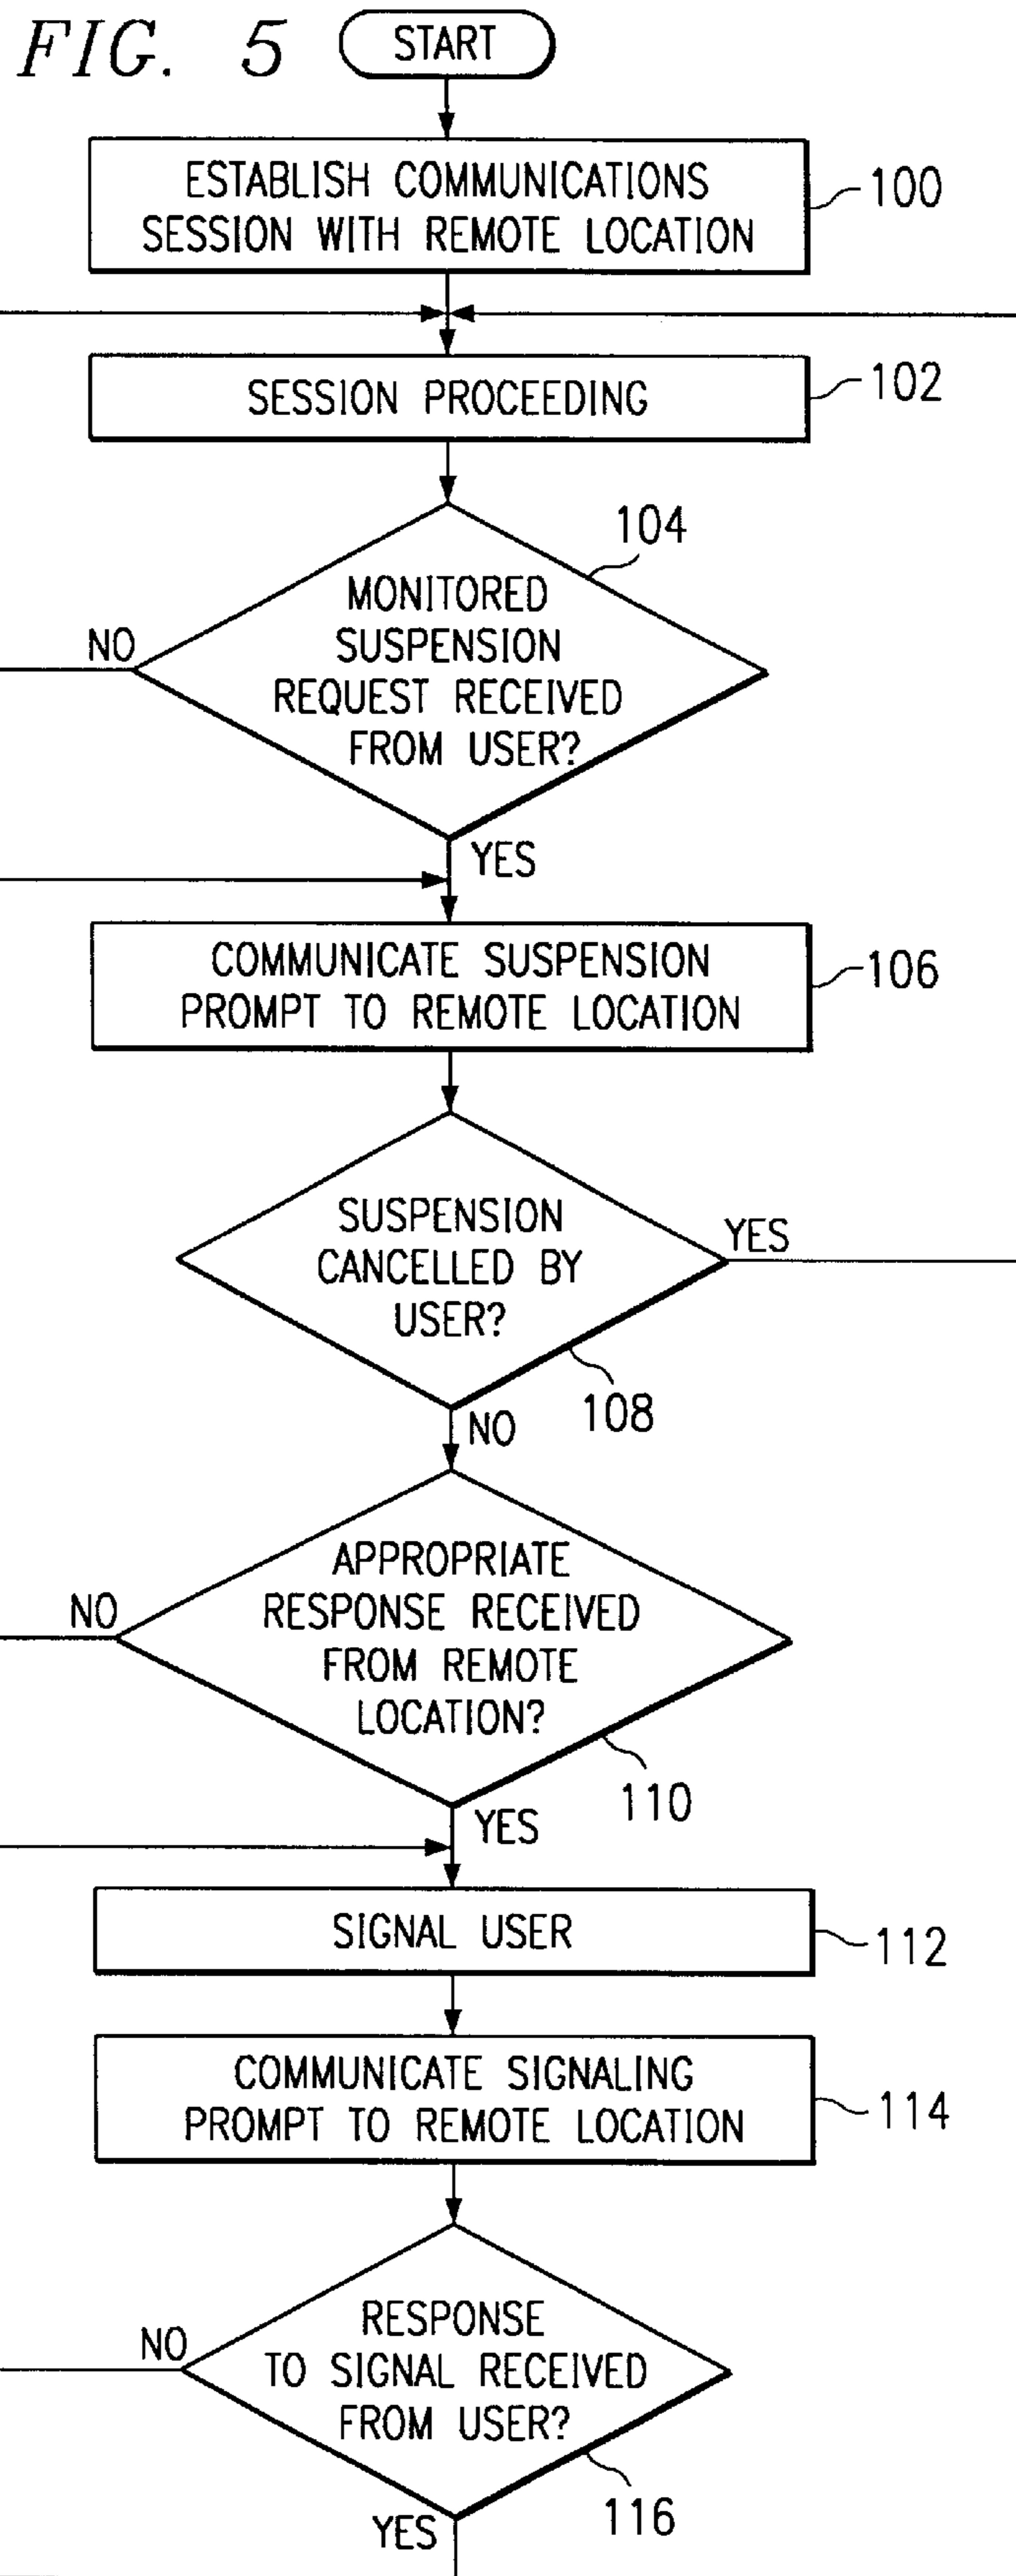 FIG. 5
START
ESTABLISH COMMUNICATIONS
SESSION WITH REMOTE LOCATION
100
SESSION PROCEEDING
102
104
MONITORED
SUSPENSION
REQUEST RECEIVED
FROM USER?
NO
YES
COMMUNICATE SUSPENSION
PROMPT TO REMOTE LOCATION
106
SUSPENSION
CANCELLED BY
USER?
YES
108
NO
APPROPRIATE
RESPONSE RECEIVED
FROM REMOTE
LOCATION?
NO
110
YES
SIGNAL USER
112
COMMUNICATE SIGNALING
PROMPT TO REMOTE LOCATION
114
RESPONSE
TO SIGNAL RECEIVED
FROM USER?
NO
116
YES